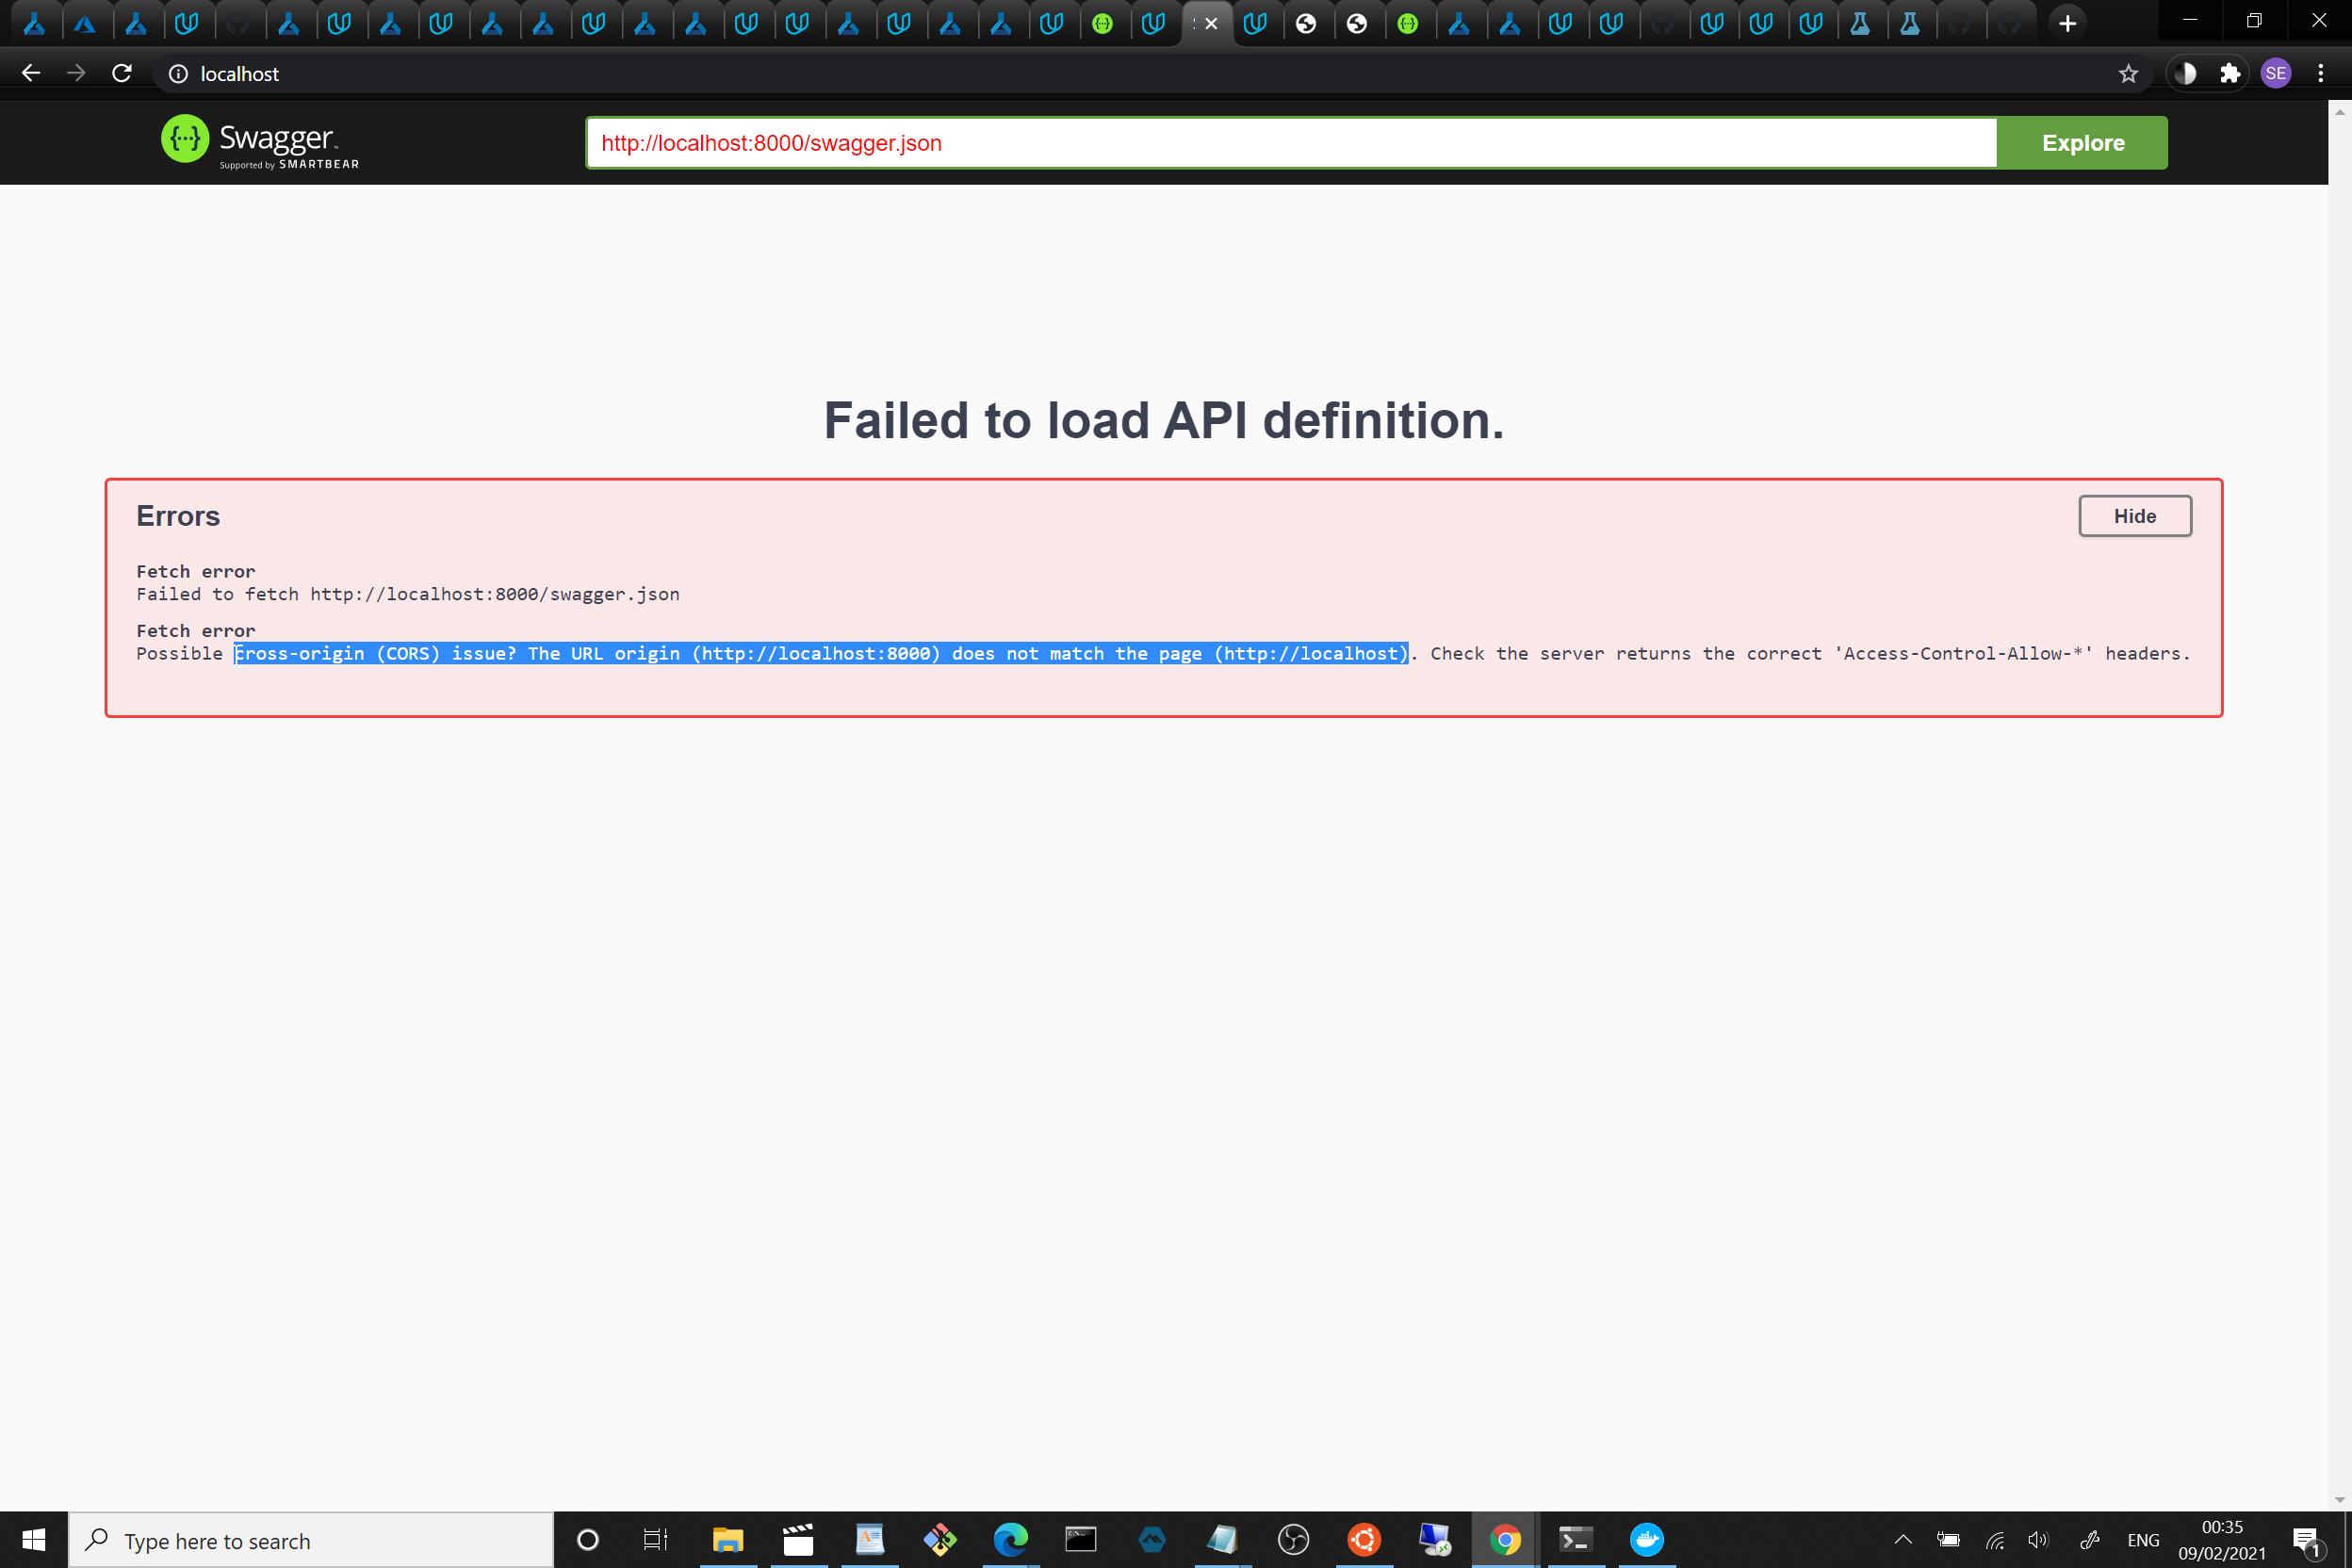 localhost
SE
{···} Swagger
Supported by SMARTBEAR
http://localhost:8000/swagger.json
Explore
Failed to load API definition.
Errors
Hide
Fetch error
Failed to fetch http://localhost:8000/swagger.json
Fetch error
Possible cross-origin (CORS) issue? The URL origin (http://localhost:8000) does not match the page (http://localhost). Check the server returns the correct 'Access-Control-Allow-*' headers.
Type here to search
ENG
00:35
09/02/2021
1